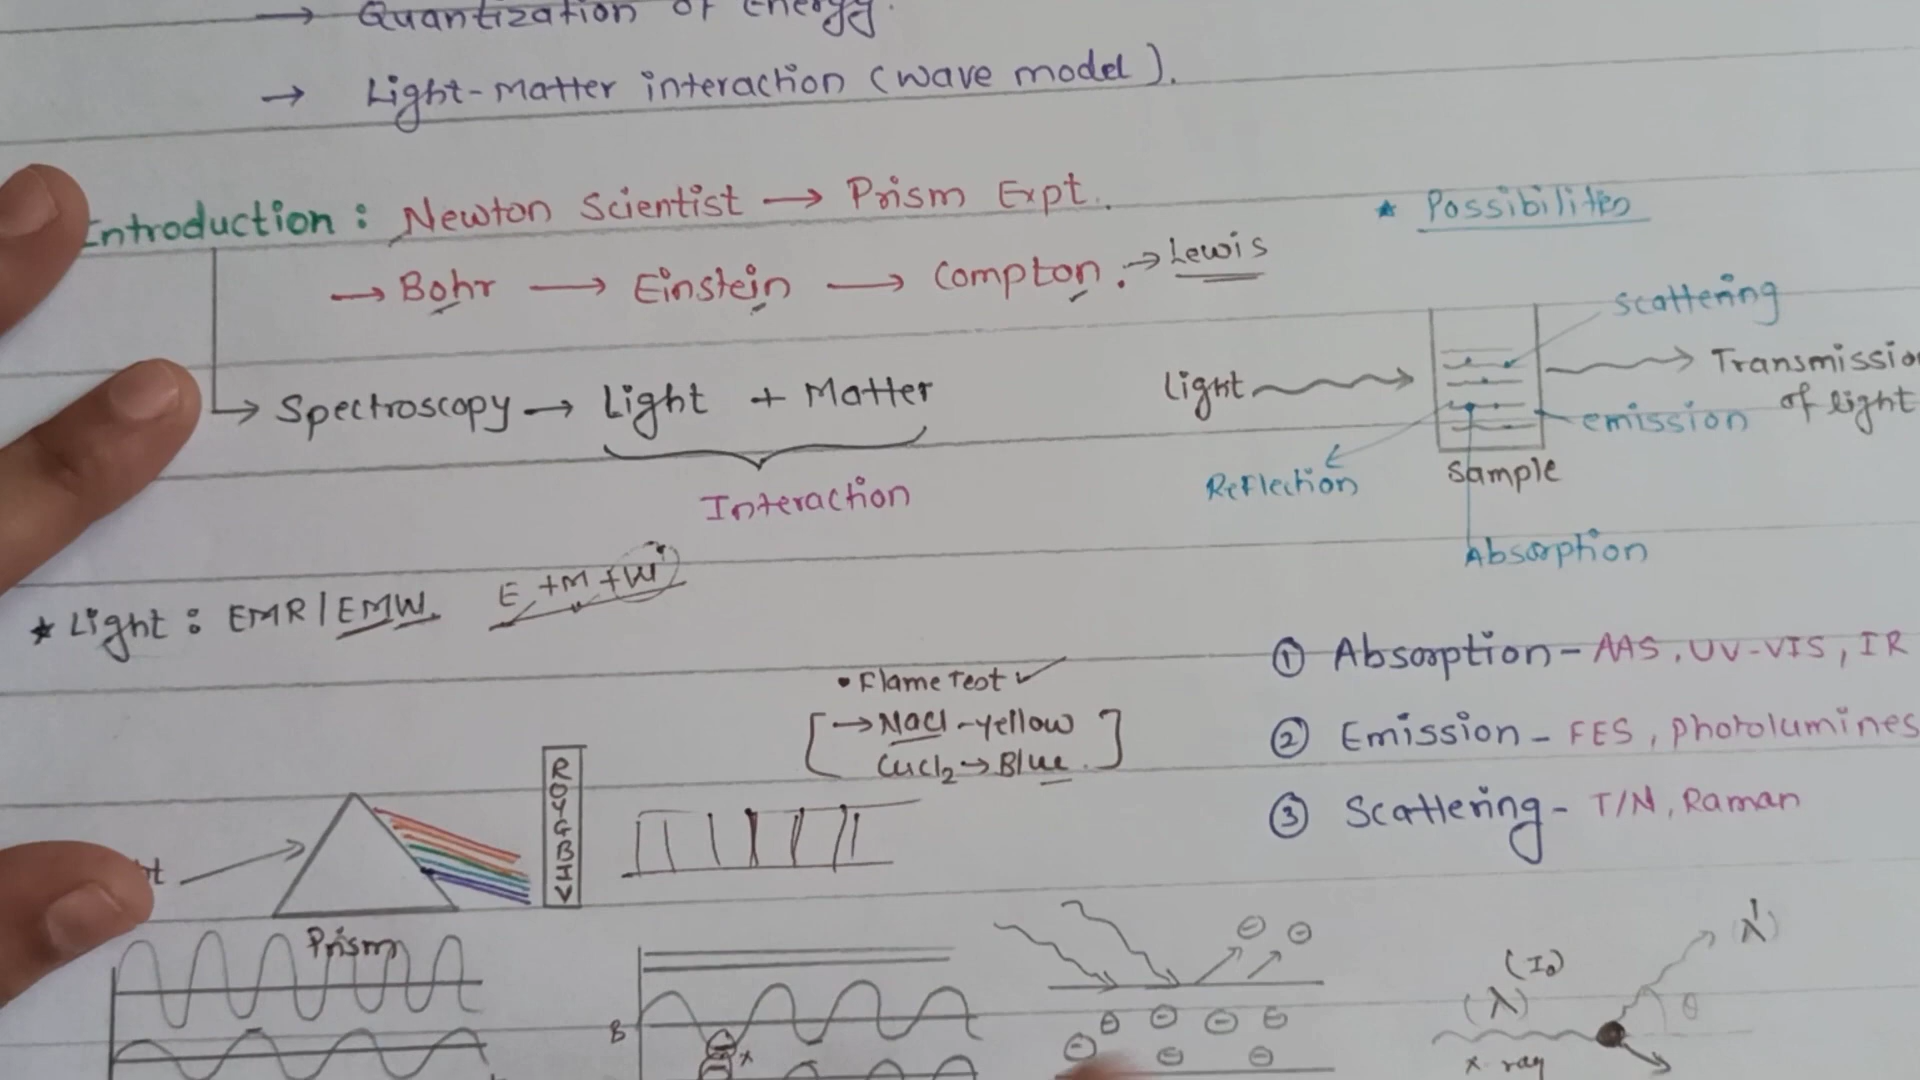 → Quantization of Energy.
→ Light-Matter interaction (wave model).
Introduction : Newton Scientist → Prism Expt.
→ Bohr → Einstein → Compton. → Lewis
Spectroscopy → Light + Matter
Interaction
★ Possibilities
Scattering
Light
Transmissio
of light
emission
Reflection
Sample
Absorption
★ Light : EMR/EMW. E + M + W
• Flame Test ✓
[→ NaCl - yellow
CuCl2 → Blue.]
① Absorption - AAS, UV-VIS, IR
② Emission - FES, photolumines
③ Scattering - T/N, Raman
ROYGBIV
Prism
B
x
(I0)
(λ)
x-ray
λ'
θ